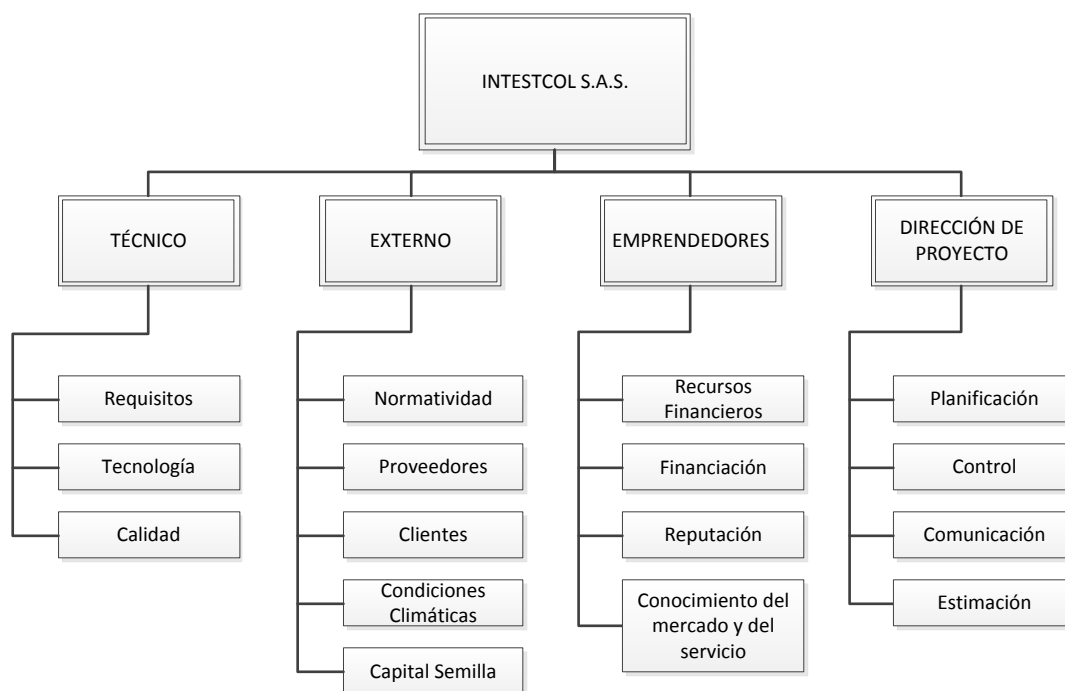 INTESTCOL S.A.S.
TÉCNICO
EXTERNO
EMPRENDEDORES
DIRECCIÓN DE
PROYECTO
Requisitos
Tecnología
Calidad
Normatividad
Proveedores
Clientes
Condiciones
Climáticas
Capital Semilla
Recursos
Financieros
Financiación
Reputación
Conocimiento del
mercado y del
servicio
Planificación
Control
Comunicación
Estimación